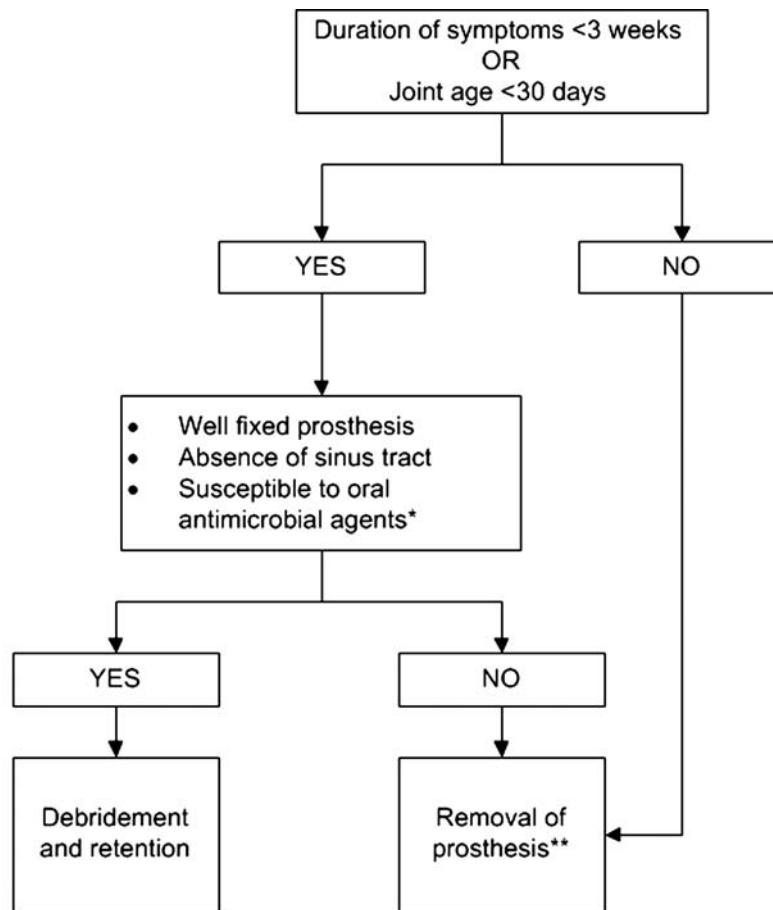 Duration of symptoms <3 weeks
OR
Joint age <30 days
YES
NO
• Well fixed prosthesis
• Absence of sinus tract
• Susceptible to oral
antimicrobial agents*
YES
NO
Debridement
and retention
Removal of
prosthesis**